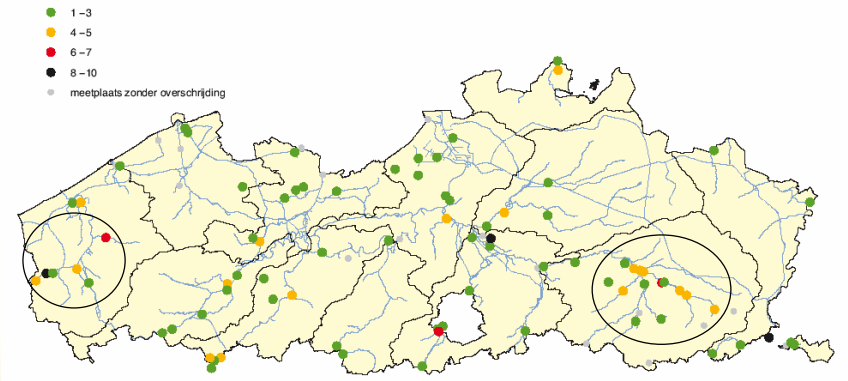 1 –3
4 –5
6 –7
8 –10
meetplaats zonder overschrijding